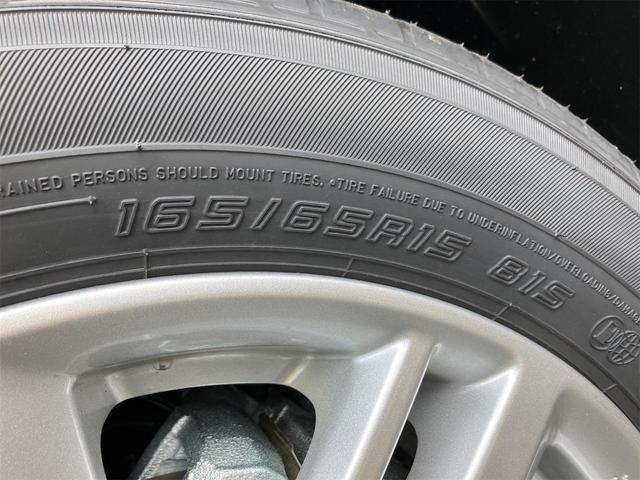 RAINED PERSONS SHOULD MOUNT TIRES. •TIRE FAILURE DUE TO UNDERINFLATION/OVERLOADING/DAMAGE
165/65R15 81S